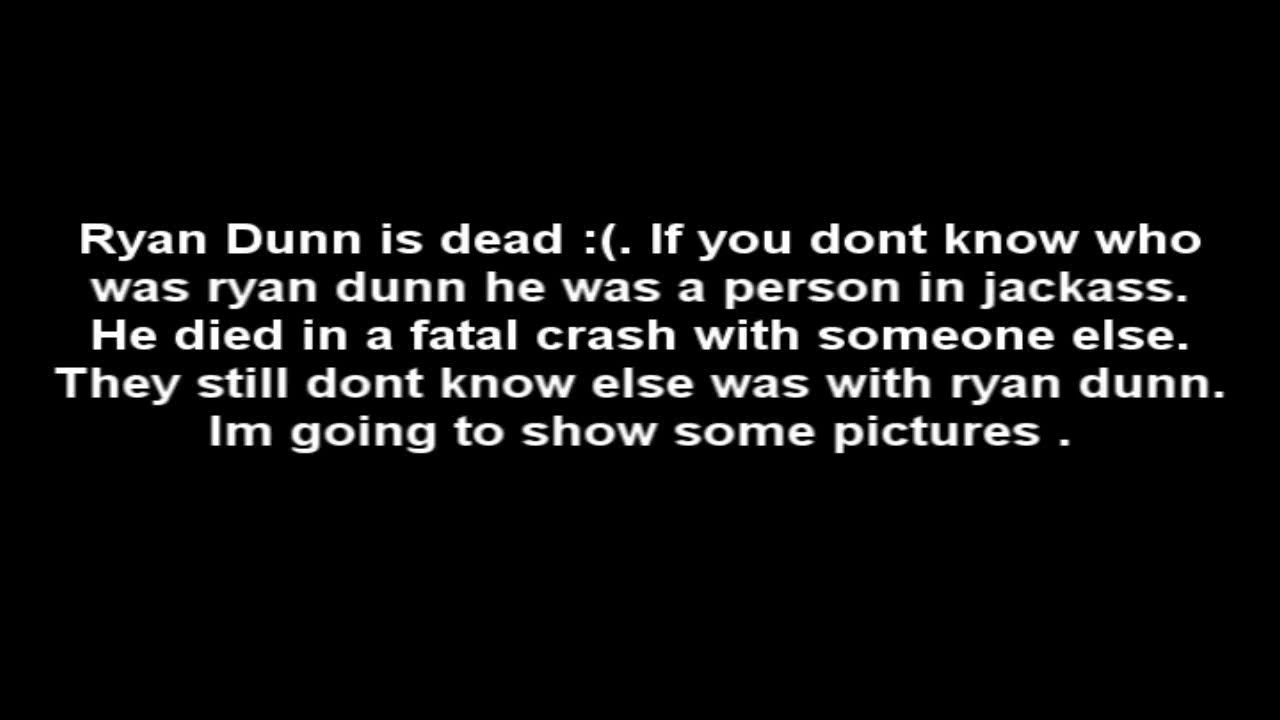 Ryan Dunn is dead :(. If you dont know who
was ryan dunn he was a person in jackass.
He died in a fatal crash with someone else.
They still dont know else was with ryan dunn.
Im going to show some pictures .